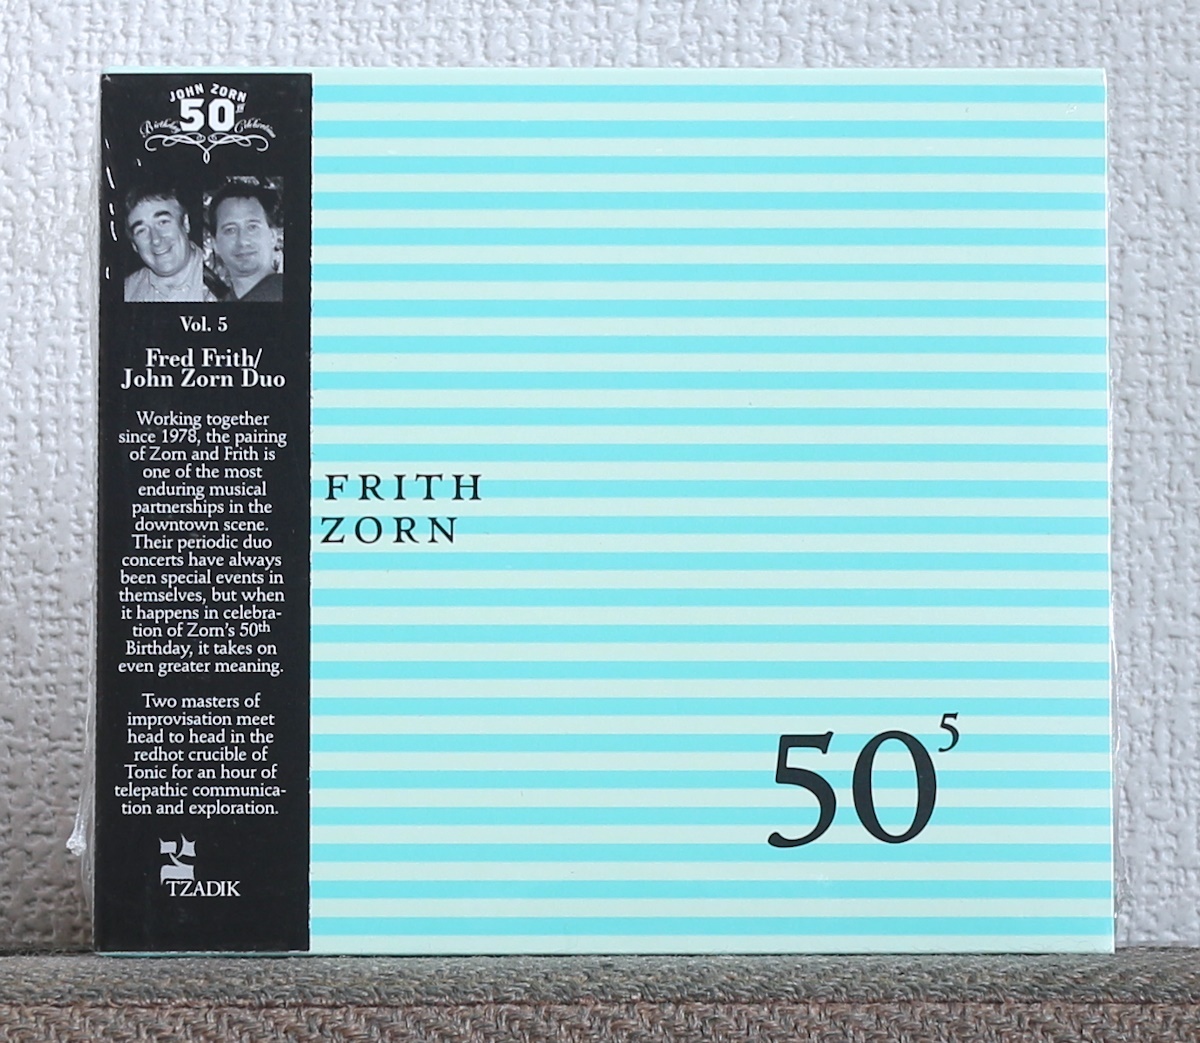 JOHN ZORN
50TH
Birthday Celebration
Vol. 5
Fred Frith/
John Zorn Duo
Working together
since 1978, the pairing
of Zorn and Frith is
one of the most
enduring musical
partnerships in the
downtown scene.
Their periodic duo
concerts have always
been special events in
themselves, but when
it happens in celebra-
tion of Zorn's 50th
Birthday, it takes on
even greater meaning.
Two masters of
improvisation meet
head to head in the
redhot crucible of
Tonic for an hour of
telepathic communica-
tion and exploration.
צ
TZADIK
FRITH
ZORN
50⁵